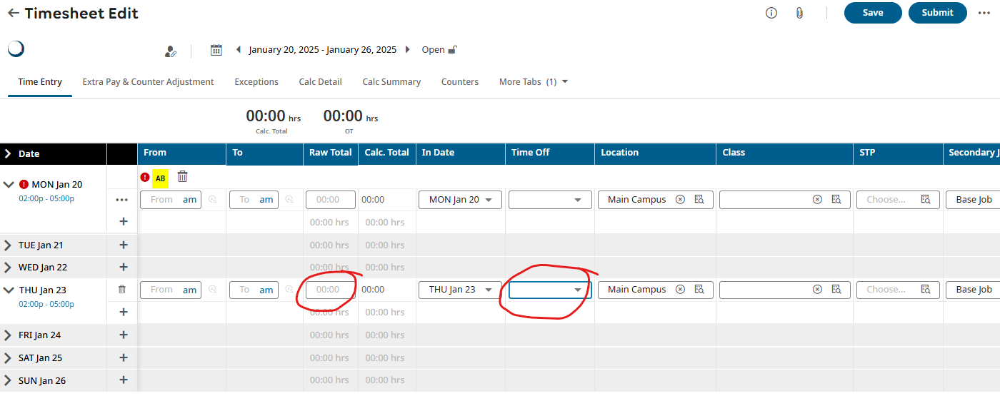 Timesheet Edit
Save
Submit
January 20, 2025 - January 26, 2025
Open
Time Entry Extra Pay & Counter Adjustment Exceptions Calc Detail Calc Summary Counters More Tabs (1)
00:00 hrs 00:00 hrs
Calc. Total OT
Date From To Raw Total Calc. Total In Date Time Off Location Class STP Secondary J
AB
MON Jan 20
02:00p - 05:00p
From am To am 00:00 00:00 MON Jan 20 Main Campus Choose... Base Job
00:00 hrs 00:00 hrs
TUE Jan 21 00:00 hrs 00:00 hrs
WED Jan 22 00:00 hrs 00:00 hrs
THU Jan 23 From am To am 00:00 00:00 THU Jan 23 Main Campus Choose... Base Job
02:00p - 05:00p
00:00 hrs 00:00 hrs
FRI Jan 24 00:00 hrs 00:00 hrs
SAT Jan 25 00:00 hrs 00:00 hrs
SUN Jan 26 00:00 hrs 00:00 hrs